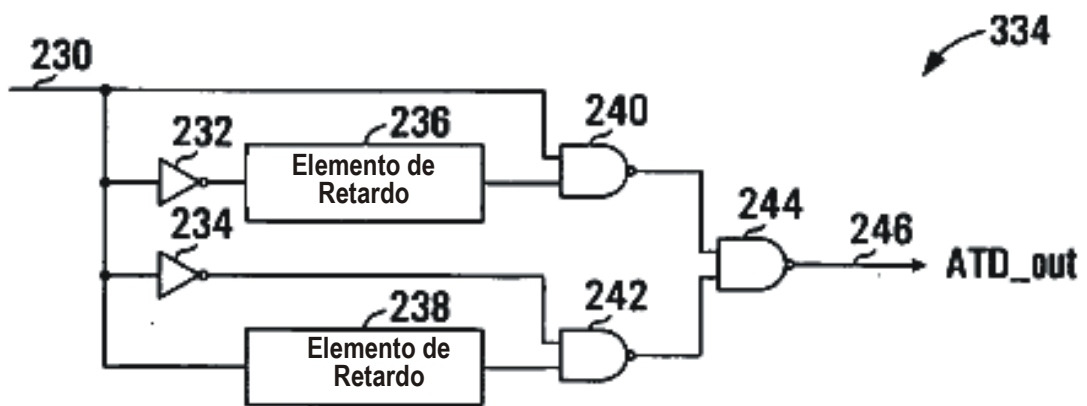 230
334
232
236
Elemento de
Retardo
240
234
244
246
ATD_out
238
Elemento de
Retardo
242